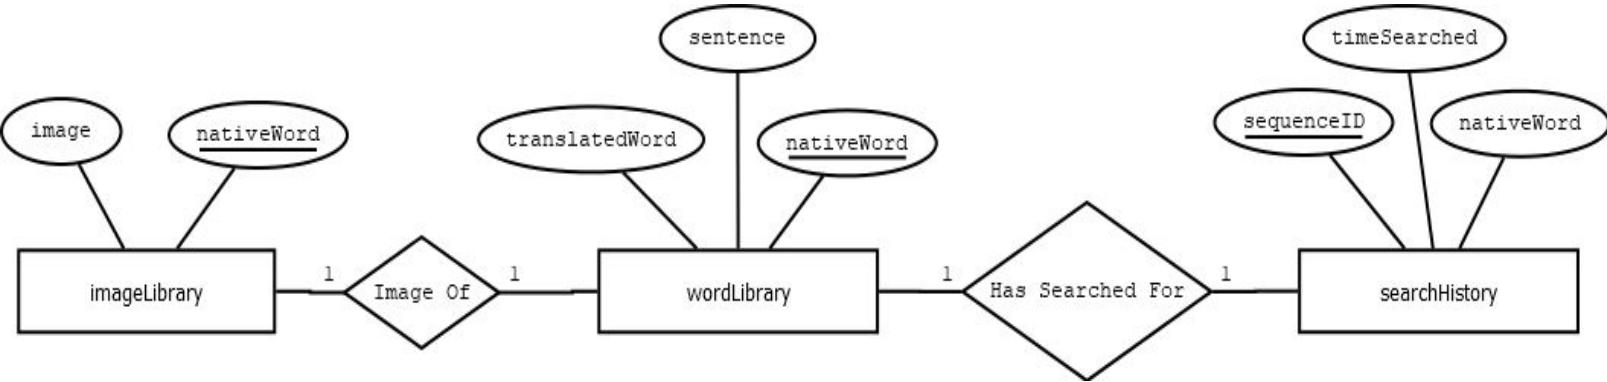 sentence
timeSearched
image
nativeWord
translatedWord
nativeWord
sequenceID
nativeWord
imageLibrary
1
Image Of
1
wordLibrary
1
Has Searched For
1
searchHistory